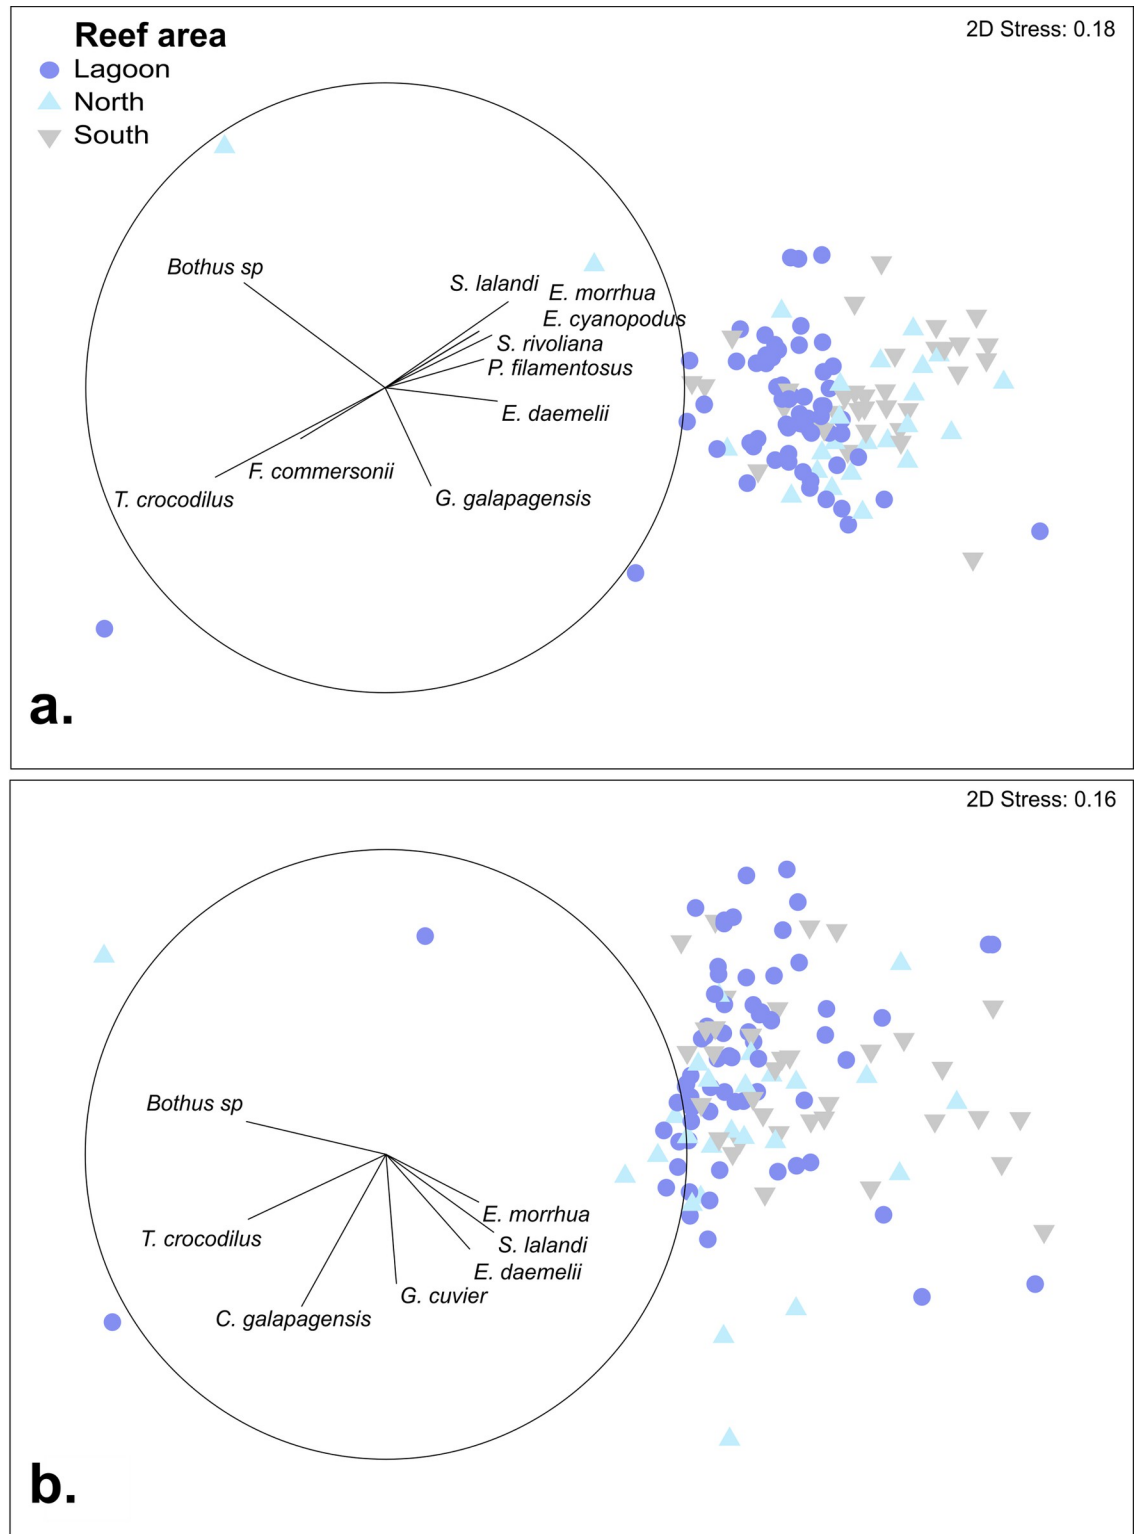 Reef area
Lagoon
North
South
2D Stress: 0.18
Bothus sp
S. lalandi
E. morrhua
E. cyanopodus
S. rivoliana
P. filamentosus
E. daemelii
F. commersonii
T. crocodilus
G. galapagensis
a.
2D Stress: 0.16
Bothus sp
E. morrhua
T. crocodilus
S. lalandi
E. daemelii
G. cuvier
C. galapagensis
b.